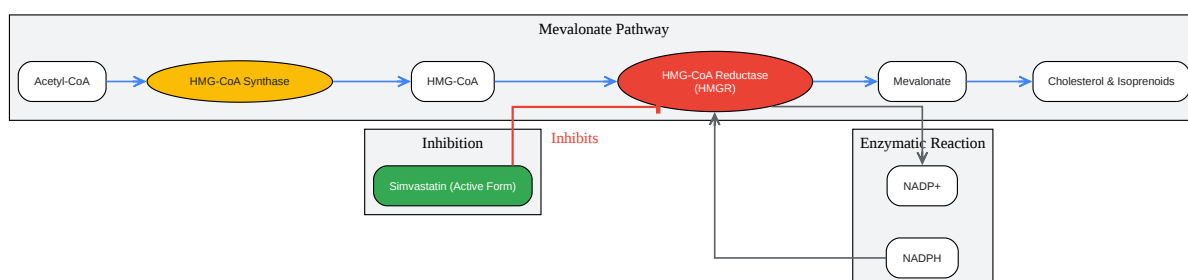 Mevalonate Pathway
Acetyl-CoA
HMG-CoA Synthase
HMG-CoA
HMG-CoA Reductase
(HMGR)
Mevalonate
Cholesterol & Isoprenoids
Inhibition
Inhibits
Enzymatic Reaction
Simvastatin (Active Form)
NADP+
NADPH